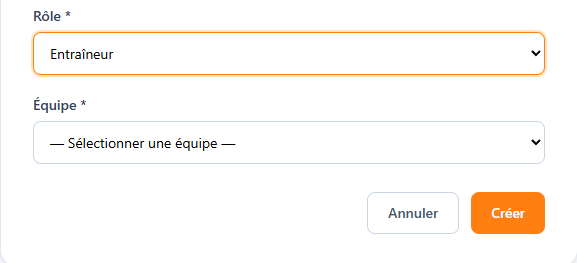 Rôle *
Entraîneur
Équipe *
— Sélectionner une équipe —
Annuler
Créer